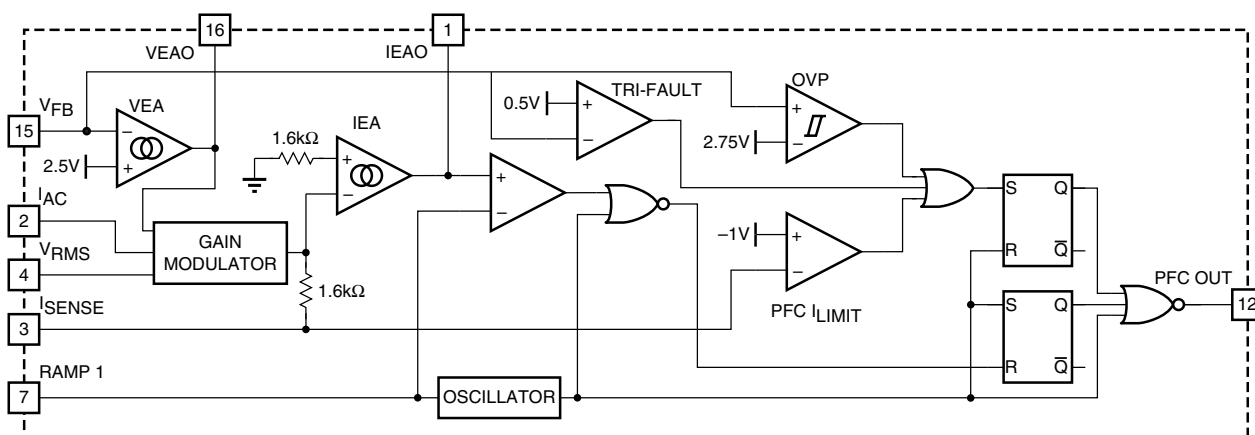 16
1
VEAO
IEAO
TRI-FAULT
OVP
VFB
VEA
0.5V
+
+
15
−
IEA
1.6kΩ
−
2.75V
−
2.5V
+
+
S
Q
IAC
−
+
2
−
GAIN
MODULATOR
−1V
+
VRMS
R
Q̅
4
−
PFC OUT
1.6kΩ
ISENSE
PFC ILIMIT
S
Q
12
3
RAMP 1
R
Q̅
7
OSCILLATOR